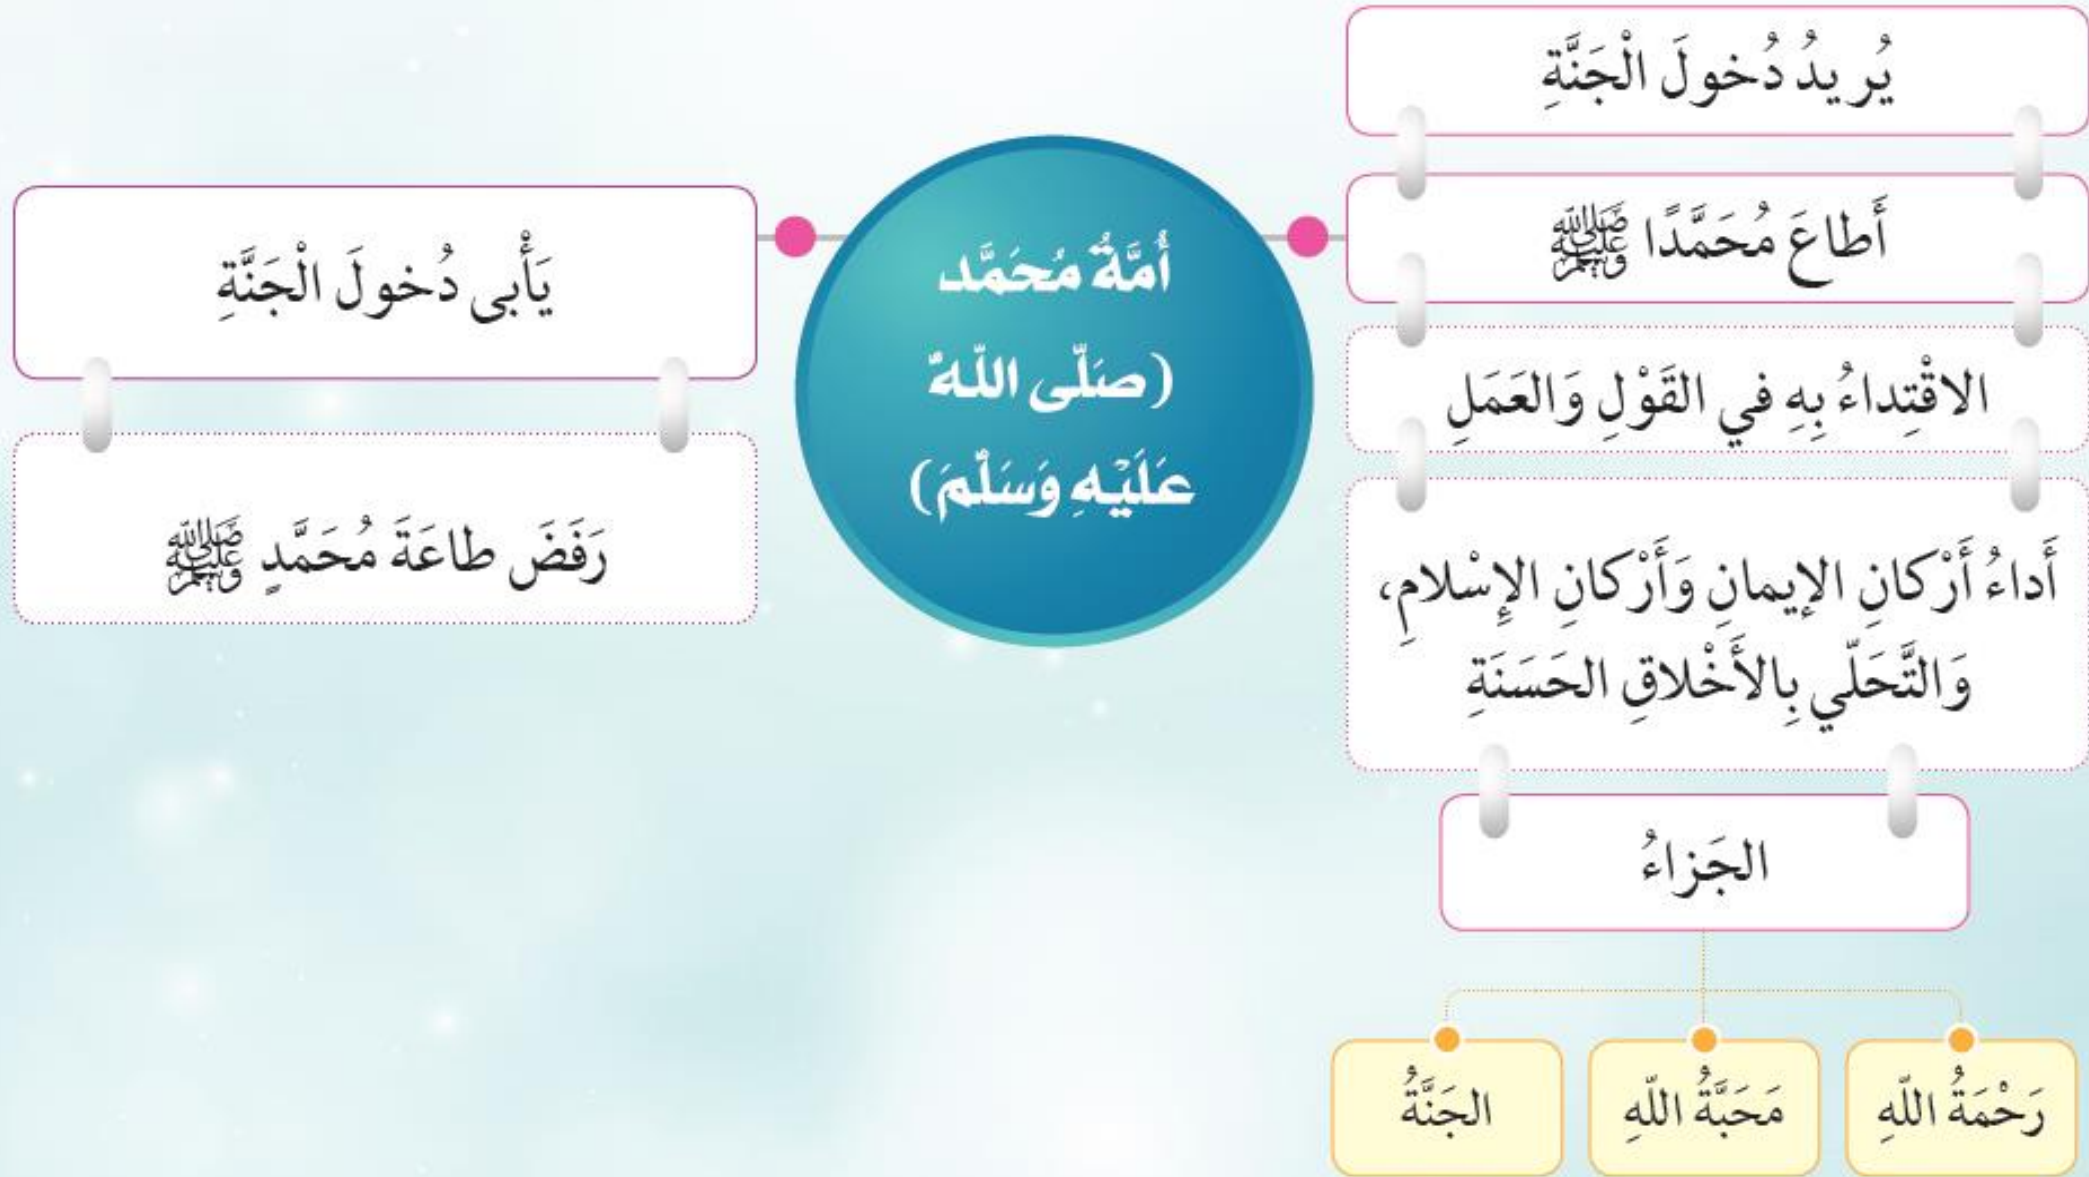 يُريدُ دُخولَ الْجَنَّةِ
أَطاعَ مُحَمَّدًا ﷺ
الاقْتِداءُ بِهِ في القَوْلِ وَالعَمَلِ
أَداءُ أَرْكانِ الإيمانِ وَأَرْكانِ الإِسْلامِ،
وَالتَّحَلّي بِالأَخْلاقِ الحَسَنَةِ
الجَزاءُ
رَحْمَةُ اللّهِ
مَحَبَّةُ اللّهِ
الجَنَّةُ
أُمَّةُ مُحَمَّد
(صَلّى اللّهُ
عَلَيْهِ وَسَلَّمَ)
يَأْبى دُخولَ الْجَنَّةِ
رَفَضَ طاعَةَ مُحَمَّدٍ ﷺ